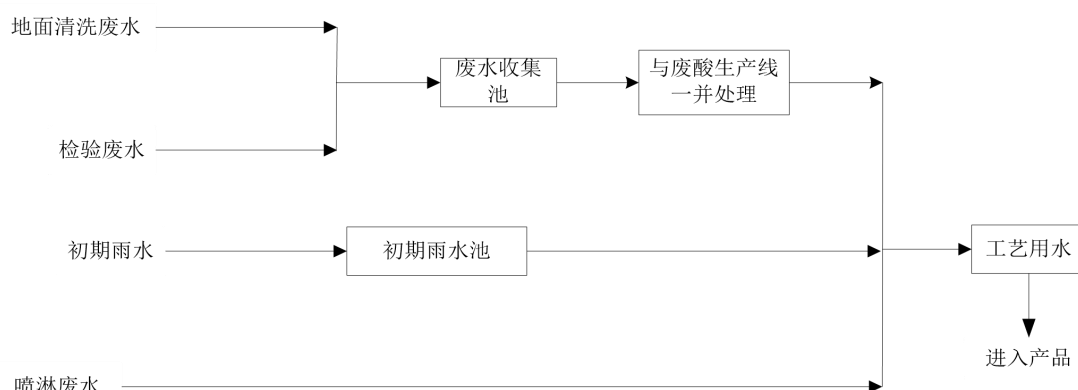 地面清洗废水
废水收集
池
与废酸生产线
一并处理
检验废水
初期雨水
初期雨水池
工艺用水
进入产品
喷淋废水